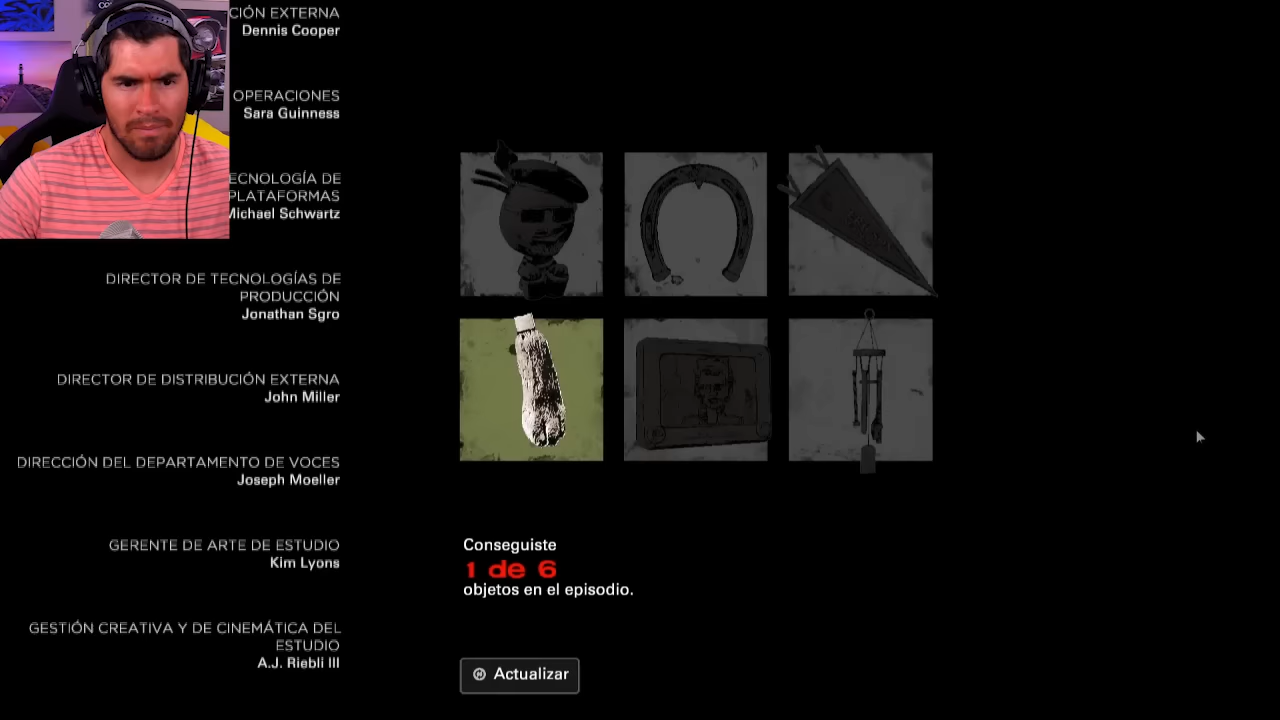 CIÓN EXTERNA
Dennis Cooper
OPERACIONES
Sara Guinness
ECNOLOGÍA DE
PLATAFORMAS
Michael Schwartz
DIRECTOR DE TECNOLOGÍAS DE
PRODUCCIÓN
Jonathan Sgro
DIRECTOR DE DISTRIBUCIÓN EXTERNA
John Miller
DIRECCIÓN DEL DEPARTAMENTO DE VOCES
Joseph Moeller
GERENTE DE ARTE DE ESTUDIO
Kim Lyons
GESTIÓN CREATIVA Y DE CINEMÁTICA DEL
ESTUDIO
A.J. Riebli III
Conseguiste
1 de 6
objetos en el episodio.
Actualizar